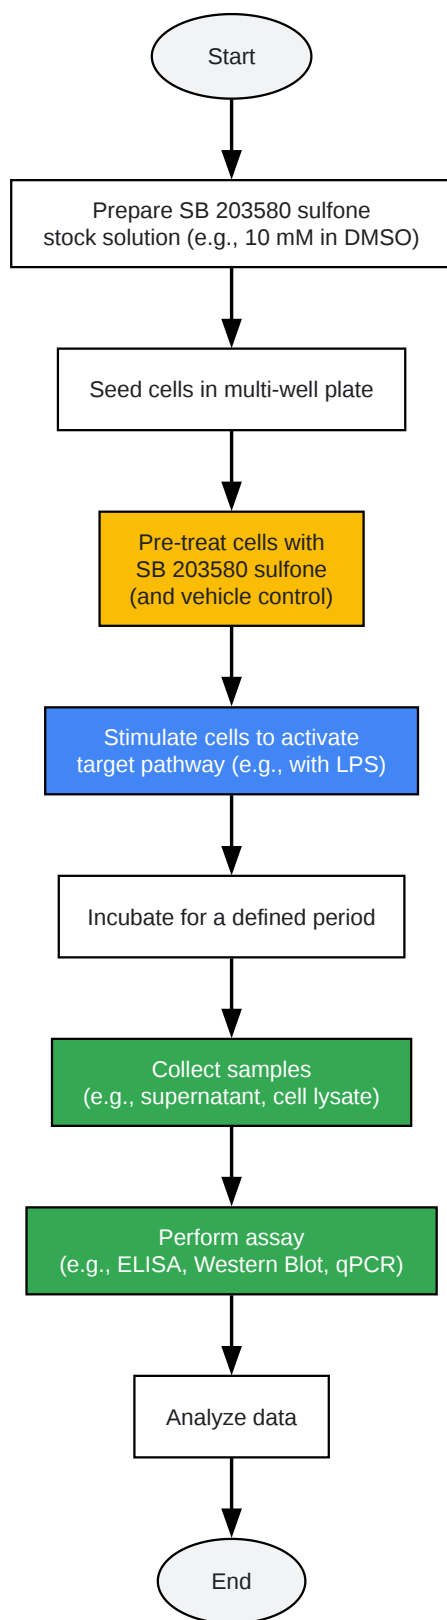 Start
Prepare SB 203580 sulfone
stock solution (e.g., 10 mM in DMSO)
Seed cells in multi-well plate
Pre-treat cells with
SB 203580 sulfone
(and vehicle control)
Stimulate cells to activate
target pathway (e.g., with LPS)
Incubate for a defined period
Collect samples
(e.g., supernatant, cell lysate)
Perform assay
(e.g., ELISA, Western Blot, qPCR)
Analyze data
End